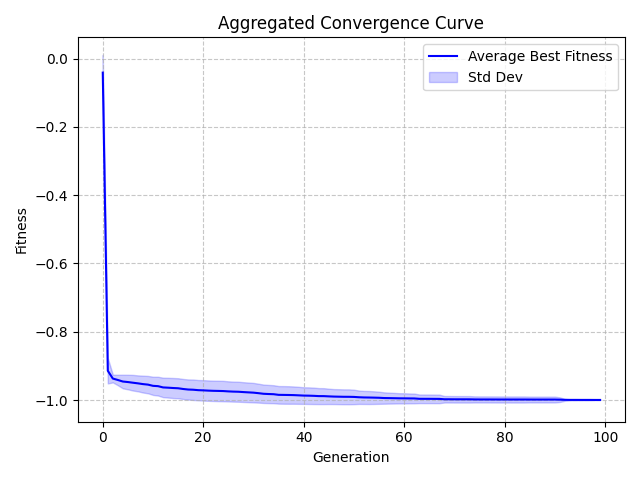 Aggregated Convergence Curve
Average Best Fitness
Std Dev
Fitness
0.0
−0.2
−0.4
−0.6
−0.8
−1.0
0 20 40 60 80 100
Generation